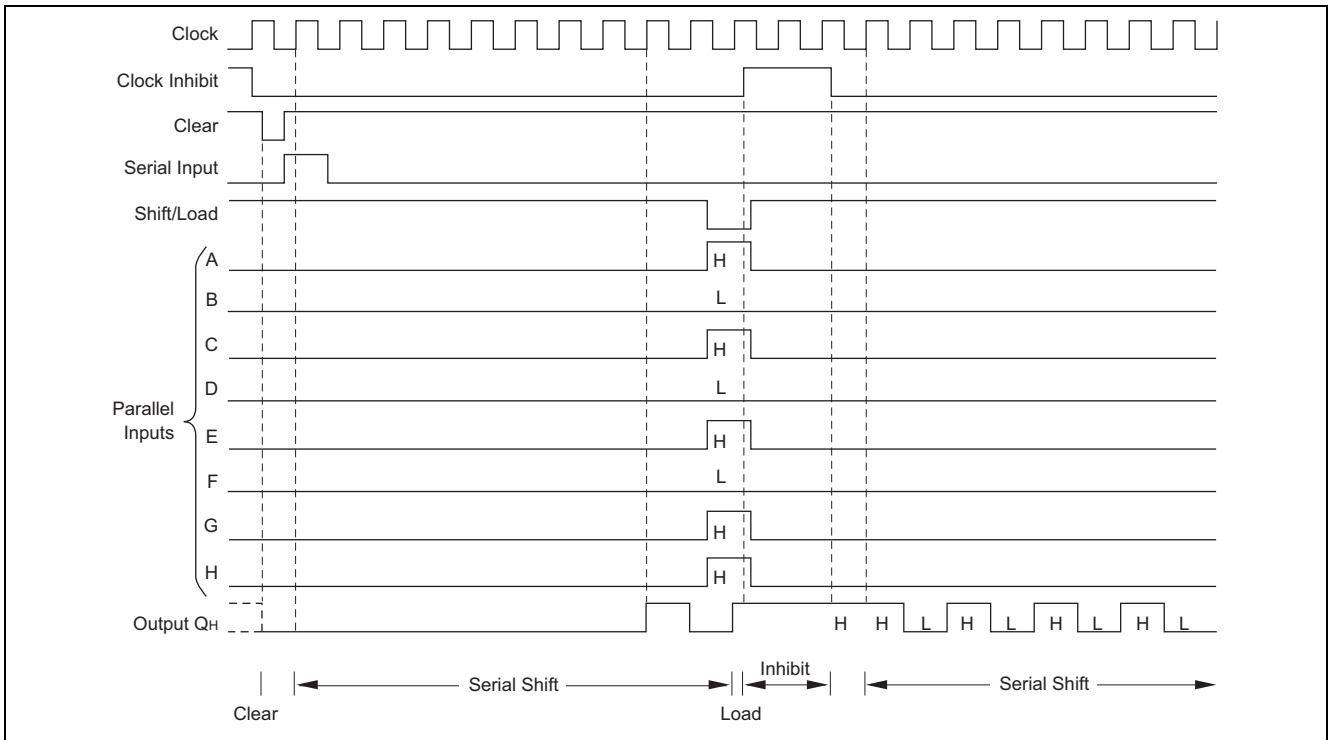 Clock
Clock Inhibit
Clear
Serial Input
Shift/Load
A H
B L
C H
D L
Parallel
Inputs
E H
F L
G H
H H
Output QH H H L H L H L H L
Serial Shift Inhibit Serial Shift
Clear Load